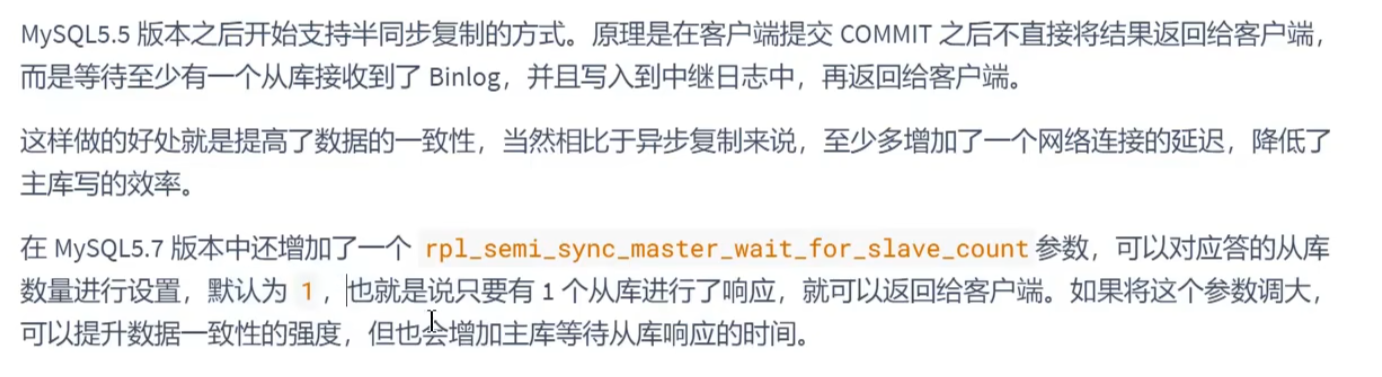 MySQL5.5 版本之后开始支持半同步复制的方式。原理是在客户端提交 COMMIT 之后不直接将结果返回给客户端，
而是等待至少有一个从库接收到了 Binlog，并且写入到中继日志中，再返回给客户端。
这样做的好处就是提高了数据的一致性，当然相比于异步复制来说，至少多增加了一个网络连接的延迟，降低了
主库写的效率。
在 MySQL5.7 版本中还增加了一个 rpl_semi_sync_master_wait_for_slave_count 参数，可以对应答的从库
数量进行设置，默认为 1 ，也就是说只要有 1 个从库进行了响应，就可以返回给客户端。如果将这个参数调大，
可以提升数据一致性的强度，但也会增加主库等待从库响应的时间。